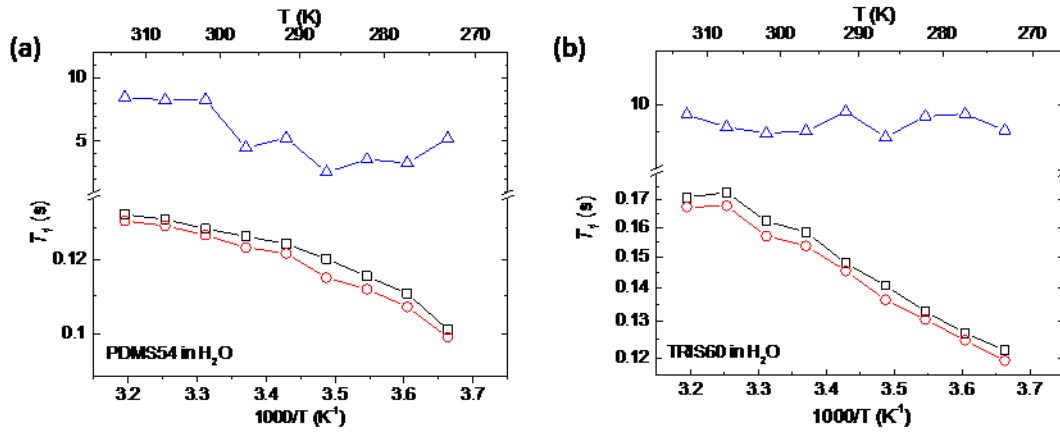 (a)
T (K)
310 300 290 280 270
10
5
T₁ (s)
0.12
0.1
PDMS54 in H₂O
3.2 3.3 3.4 3.5 3.6 3.7
1000/T (K⁻¹)
(b)
T (K)
310 300 290 280 270
10
T₁ (s)
0.17
0.16
0.15
0.14
0.13
0.12
TRIS60 in H₂O
3.2 3.3 3.4 3.5 3.6 3.7
1000/T (K⁻¹)